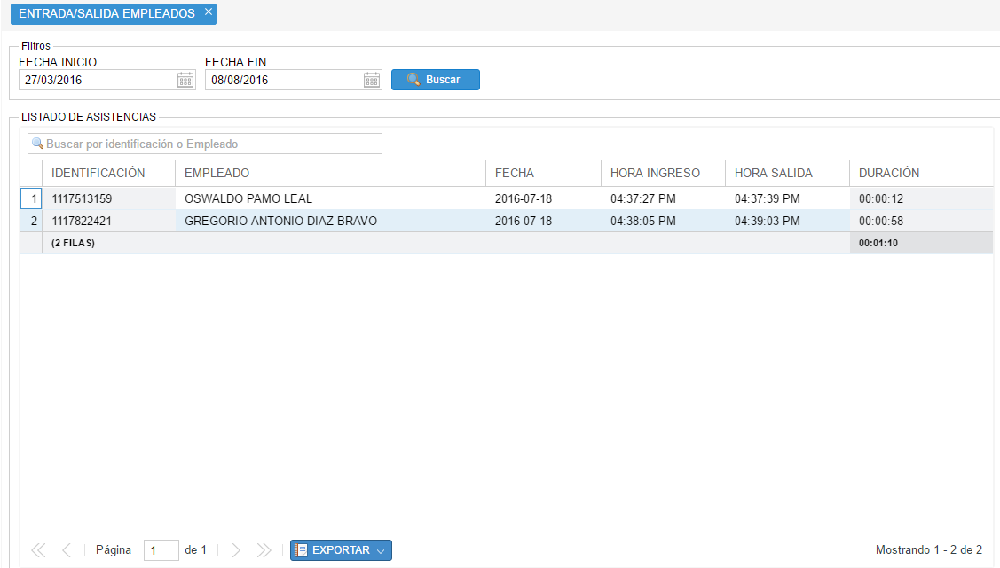 ENTRADA/SALIDA EMPLEADOS ×
Filtros
FECHA INICIO FECHA FIN
27/03/2016 08/08/2016 Buscar
LISTADO DE ASISTENCIAS
Buscar por identificación o Empleado
IDENTIFICACIÓN EMPLEADO FECHA HORA INGRESO HORA SALIDA DURACIÓN
1 1117513159 OSWALDO PAMO LEAL 2016-07-18 04:37:27 PM 04:37:39 PM 00:00:12
2 1117822421 GREGORIO ANTONIO DIAZ BRAVO 2016-07-18 04:38:05 PM 04:39:03 PM 00:00:58
(2 FILAS) 00:01:10
Página 1 de 1 EXPORTAR Mostrando 1 - 2 de 2